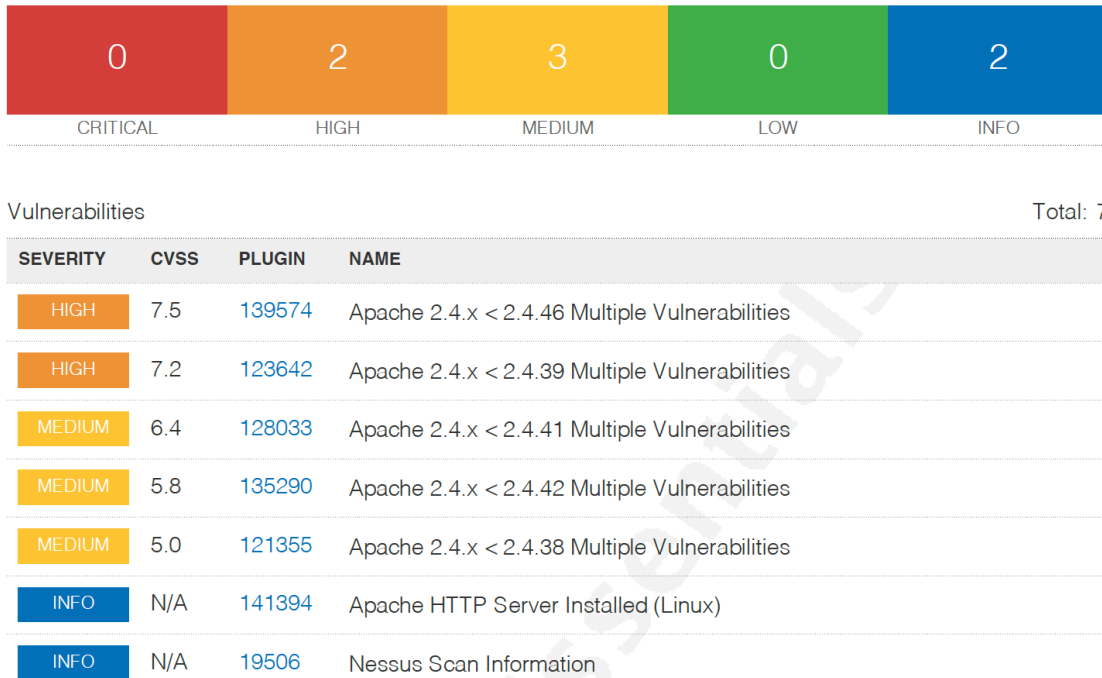 0 2 3 0 2
CRITICAL HIGH MEDIUM LOW INFO
Vulnerabilities Total: 7
SEVERITY CVSS PLUGIN NAME
HIGH 7.5 139574 Apache 2.4.x < 2.4.46 Multiple Vulnerabilities
HIGH 7.2 123642 Apache 2.4.x < 2.4.39 Multiple Vulnerabilities
MEDIUM 6.4 128033 Apache 2.4.x < 2.4.41 Multiple Vulnerabilities
MEDIUM 5.8 135290 Apache 2.4.x < 2.4.42 Multiple Vulnerabilities
MEDIUM 5.0 121355 Apache 2.4.x < 2.4.38 Multiple Vulnerabilities
INFO N/A 141394 Apache HTTP Server Installed (Linux)
INFO N/A 19506 Nessus Scan Information
ssentials